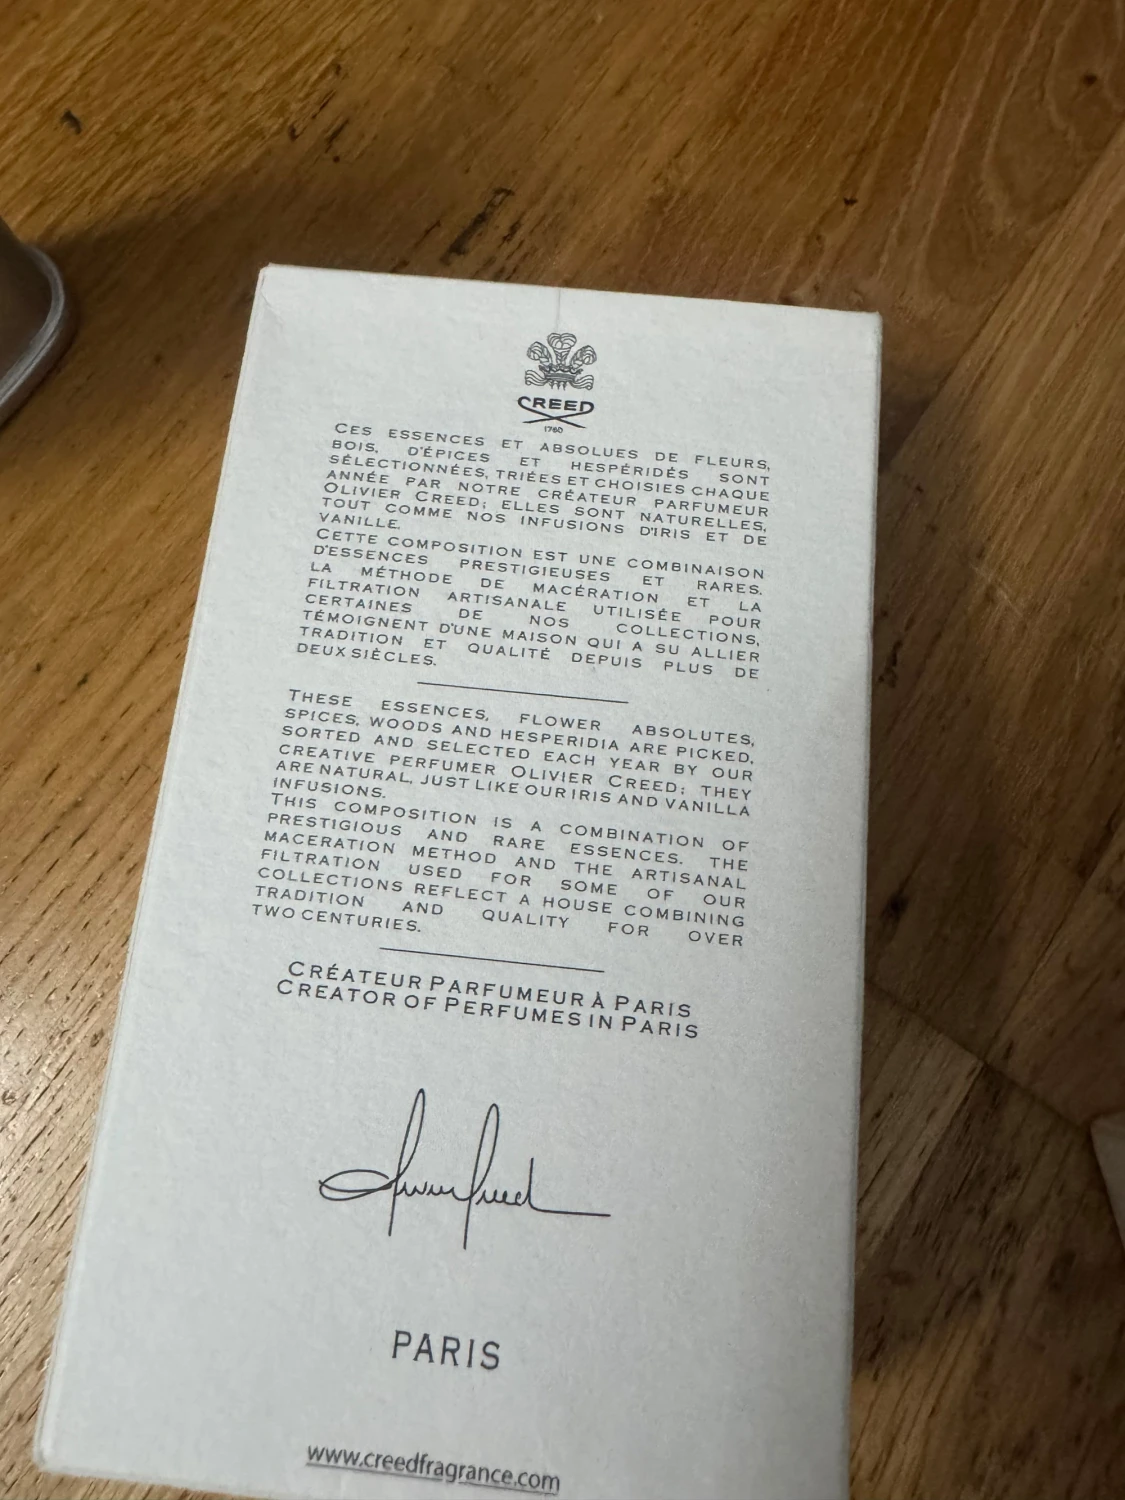 CREED
1760
CES ESSENCES ET ABSOLUES DE FLEURS,
BOIS, D'ÉPICES ET HESPÉRIDÉS SONT
SÉLECTIONNÉES, TRIÉES ET CHOISIES CHAQUE
ANNÉE PAR NOTRE CRÉATEUR PARFUMEUR
OLIVIER CREED; ELLES SONT NATURELLES,
TOUT COMME NOS INFUSIONS D'IRIS ET DE
VANILLE.
CETTE COMPOSITION EST UNE COMBINAISON
D'ESSENCES PRESTIGIEUSES ET RARES.
LA MÉTHODE DE MACÉRATION ET LA
FILTRATION ARTISANALE UTILISÉE POUR
CERTAINES DE NOS COLLECTIONS,
TÉMOIGNENT D'UNE MAISON QUI A SU ALLIER
TRADITION ET QUALITÉ DEPUIS PLUS DE
DEUX SIÈCLES.
THESE ESSENCES, FLOWER ABSOLUTES,
SPICES, WOODS AND HESPERIDIA ARE PICKED,
SORTED AND SELECTED EACH YEAR BY OUR
CREATIVE PERFUMER OLIVIER CREED; THEY
ARE NATURAL, JUST LIKE OUR IRIS AND VANILLA
INFUSIONS.
THIS COMPOSITION IS A COMBINATION OF
PRESTIGIOUS AND RARE ESSENCES. THE
MACERATION METHOD AND THE ARTISANAL
FILTRATION USED FOR SOME OF OUR
COLLECTIONS REFLECT A HOUSE COMBINING
TRADITION AND QUALITY FOR OVER
TWO CENTURIES.
CRÉATEUR PARFUMEUR À PARIS
CREATOR OF PERFUMES IN PARIS
Olivier Creed
PARIS
www.creedfragrance.com